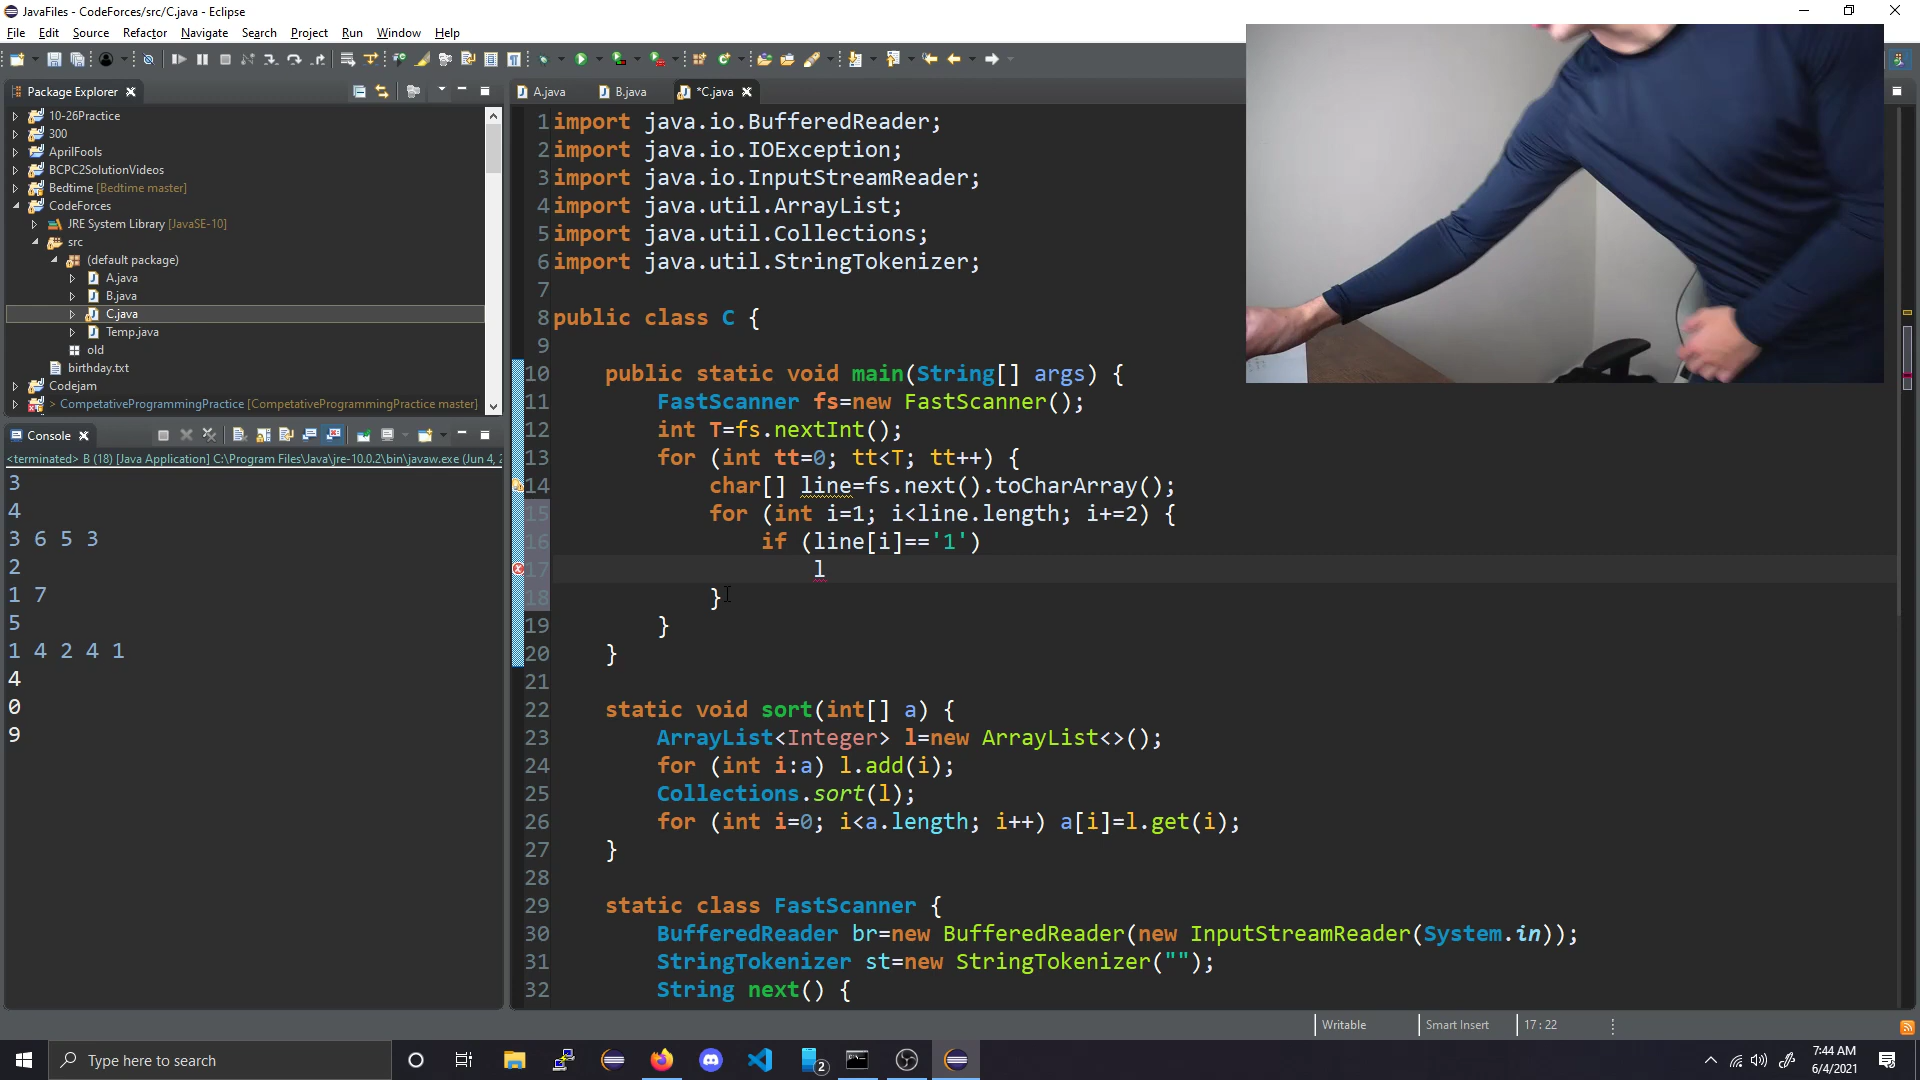 JavaFiles - CodeForces/src/C.java - Eclipse
File Edit Source Refactor Navigate Search Project Run Window Help
Package Explorer
10-26Practice
300
AprilFools
BCPC2SolutionVideos
Bedtime [Bedtime master]
CodeForces
JRE System Library [JavaSE-10]
src
(default package)
A.java
B.java
C.java
Temp.java
old
birthday.txt
Codejam
> CompetativeProgrammingPractice [CompetativeProgrammingPractice master]
Console
<terminated> B (18) [Java Application] C:\Program Files\Java\jre-10.0.2\bin\javaw.exe (Jun 4, 2
3
4
3 6 5 3
2
1 7
5
1 4 2 4 1
4
0
9
A.java B.java *C.java
1 import java.io.BufferedReader;
2 import java.io.IOException;
3 import java.io.InputStreamReader;
4 import java.util.ArrayList;
5 import java.util.Collections;
6 import java.util.StringTokenizer;
7
8 public class C {
9
10 public static void main(String[] args) {
11 FastScanner fs=new FastScanner();
12 int T=fs.nextInt();
13 for (int tt=0; tt<T; tt++) {
14 char[] line=fs.next().toCharArray();
15 for (int i=1; i<line.length; i+=2) {
16 if (line[i]=='1')
17 l
18 }
19 }
20 }
21
22 static void sort(int[] a) {
23 ArrayList<Integer> l=new ArrayList<>();
24 for (int i:a) l.add(i);
25 Collections.sort(l);
26 for (int i=0; i<a.length; i++) a[i]=l.get(i);
27 }
28
29 static class FastScanner {
30 BufferedReader br=new BufferedReader(new InputStreamReader(System.in));
31 StringTokenizer st=new StringTokenizer("");
32 String next() {
Writable Smart Insert 17 : 22
Type here to search
2
7:44 AM
6/4/2021